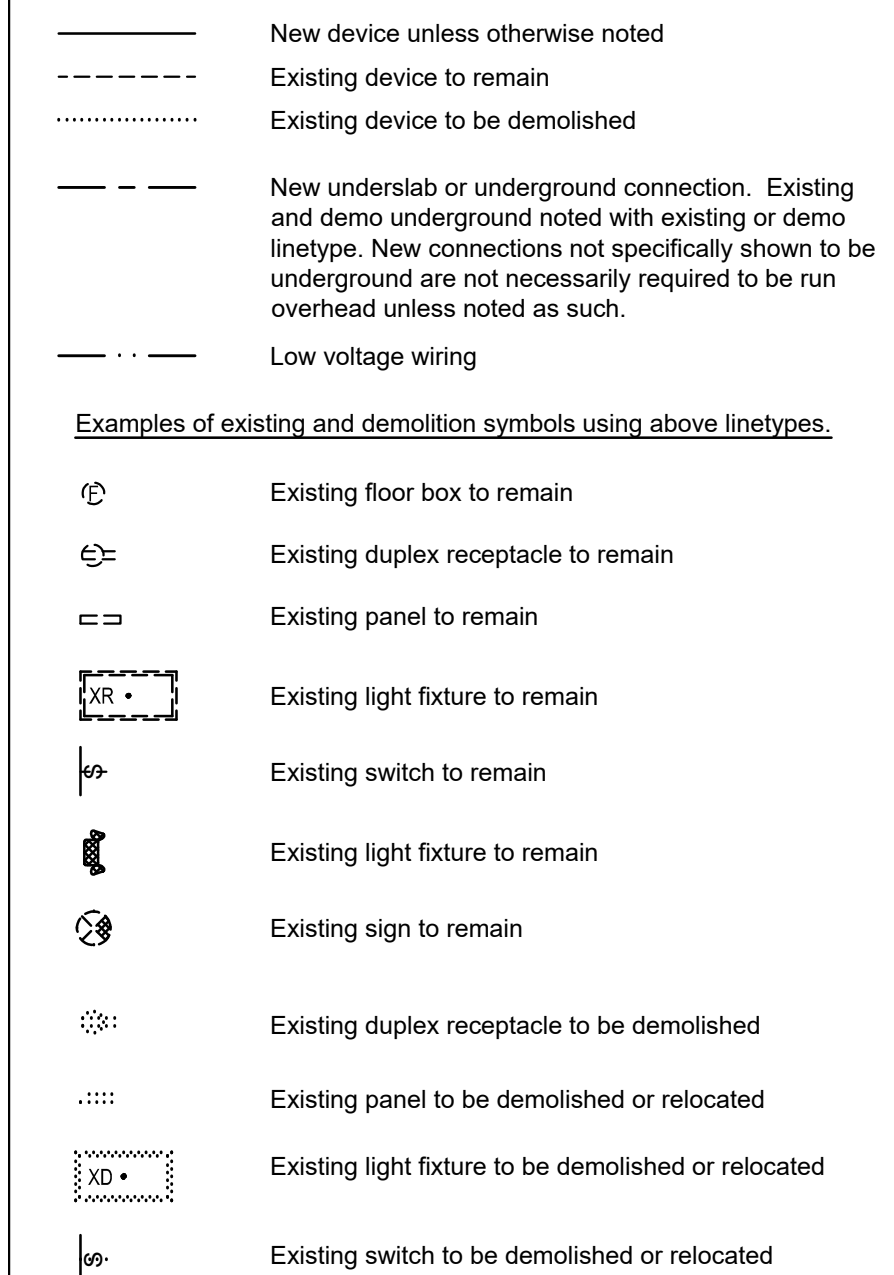 New device unless otherwise noted
Existing device to remain
Existing device to be demolished
New underslab or underground connection. Existing
and demo underground noted with existing or demo
linetype. New connections not specifically shown to be
underground are not necessarily required to be run
overhead unless noted as such.
Low voltage wiring
Examples of existing and demolition symbols using above linetypes.
F Existing floor box to remain
Existing duplex receptacle to remain
Existing panel to remain
XR Existing light fixture to remain
$ Existing switch to remain
Existing light fixture to remain
Existing sign to remain
Existing duplex receptacle to be demolished
Existing panel to be demolished or relocated
XD Existing light fixture to be demolished or relocated
$ Existing switch to be demolished or relocated